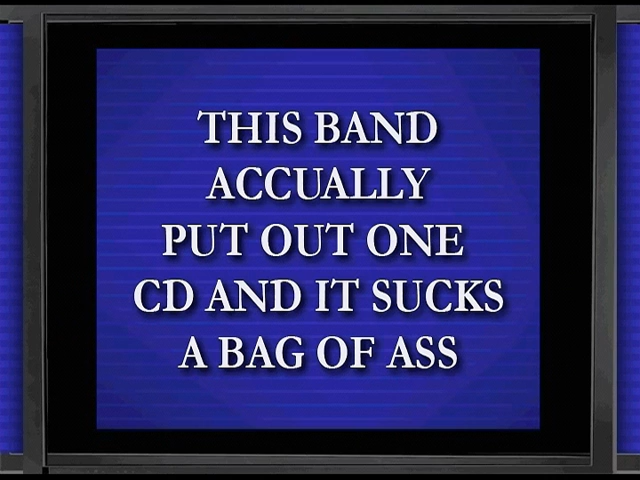 THIS BAND
ACCUALLY
PUT OUT ONE
CD AND IT SUCKS
A BAG OF ASS